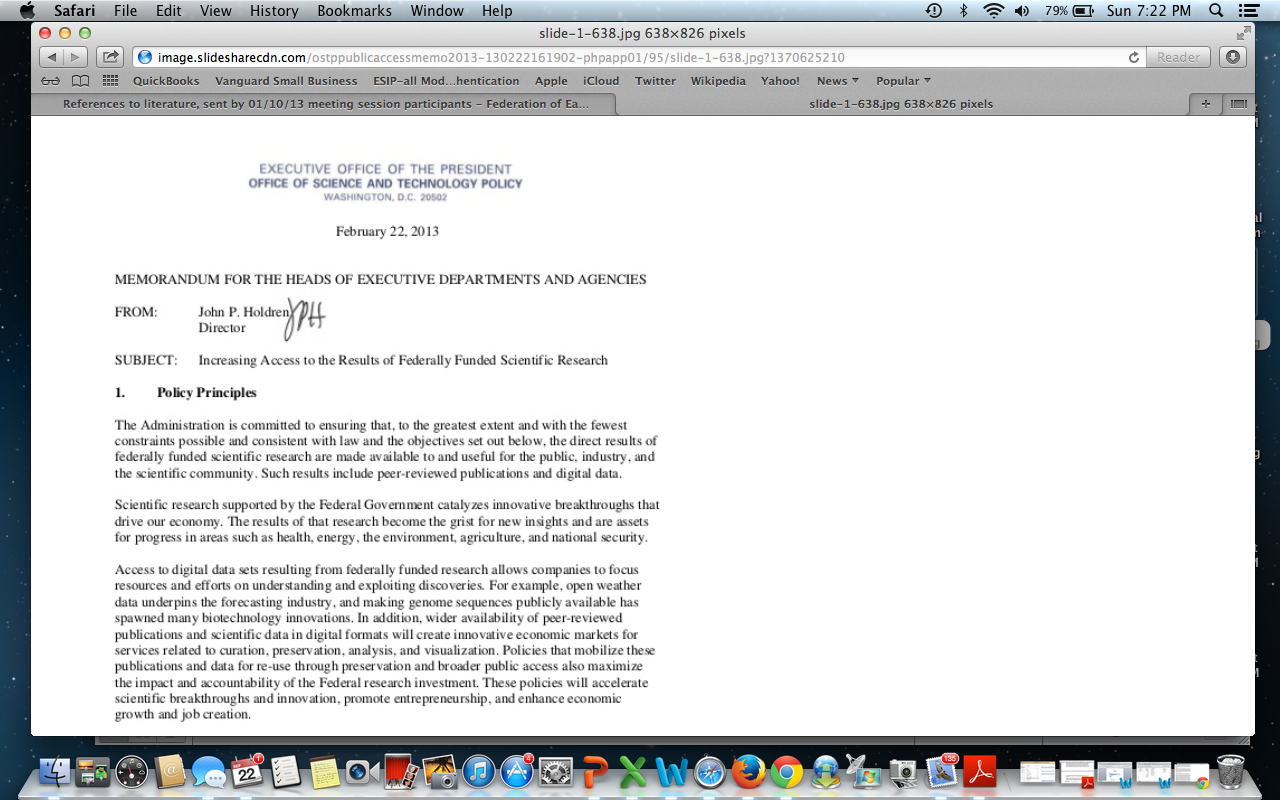 Safari File Edit View History Bookmarks Window Help 79% Sun 7:22 PM
slide-1-638.jpg 638×826 pixels
image.slidesharecdn.com/ostppublicaccessmemo2013-130222161902-phpapp01/95/slide-1-638.jpg?1370625210 Reader
QuickBooks Vanguard Small Business ESIP-all Mod...hentication Apple iCloud Twitter Wikipedia Yahoo! News Popular
References to literature, sent by 01/10/13 meeting session participants – Federation of Ea... slide-1-638.jpg 638×826 pixels
EXECUTIVE OFFICE OF THE PRESIDENT
OFFICE OF SCIENCE AND TECHNOLOGY POLICY
WASHINGTON, D.C. 20502
February 22, 2013
MEMORANDUM FOR THE HEADS OF EXECUTIVE DEPARTMENTS AND AGENCIES
FROM: John P. Holdren JPH
Director
SUBJECT: Increasing Access to the Results of Federally Funded Scientific Research
1. Policy Principles
The Administration is committed to ensuring that, to the greatest extent and with the fewest
constraints possible and consistent with law and the objectives set out below, the direct results of
federally funded scientific research are made available to and useful for the public, industry, and
the scientific community. Such results include peer-reviewed publications and digital data.
Scientific research supported by the Federal Government catalyzes innovative breakthroughs that
drive our economy. The results of that research become the grist for new insights and are assets
for progress in areas such as health, energy, the environment, agriculture, and national security.
Access to digital data sets resulting from federally funded research allows companies to focus
resources and efforts on understanding and exploiting discoveries. For example, open weather
data underpins the forecasting industry, and making genome sequences publicly available has
spawned many biotechnology innovations. In addition, wider availability of peer-reviewed
publications and scientific data in digital formats will create innovative economic markets for
services related to curation, preservation, analysis, and visualization. Policies that mobilize these
publications and data for re-use through preservation and broader public access also maximize
the impact and accountability of the Federal research investment. These policies will accelerate
scientific breakthroughs and innovation, promote entrepreneurship, and enhance economic
growth and job creation.
SEP 22 1 4 135